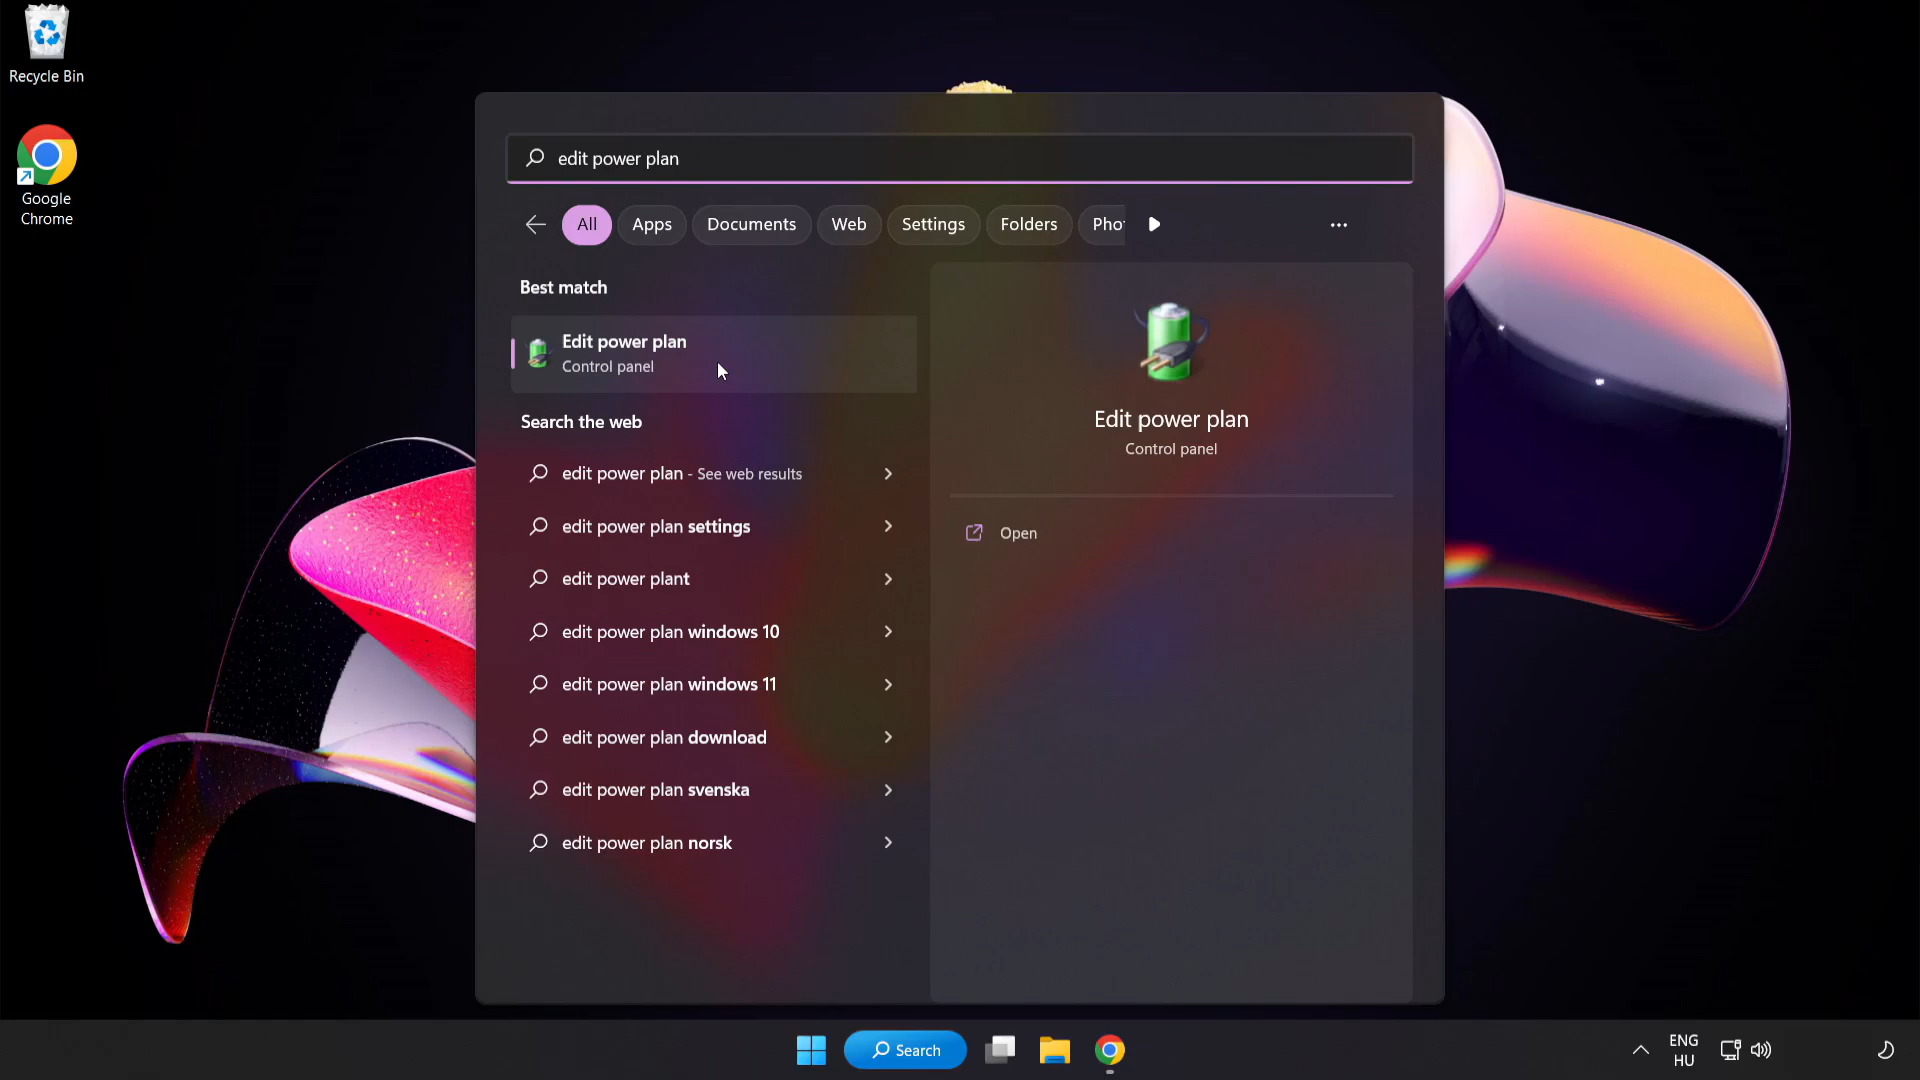 Recycle Bin
Google
Chrome
edit power plan
All
Apps
Documents
Web
Settings
Folders
Phot
Best match
Edit power plan
Control panel
Search the web
edit power plan - See web results
edit power plan settings
edit power plant
edit power plan windows 10
edit power plan windows 11
edit power plan download
edit power plan svenska
edit power plan norsk
Edit power plan
Control panel
Open
Search
ENG
HU